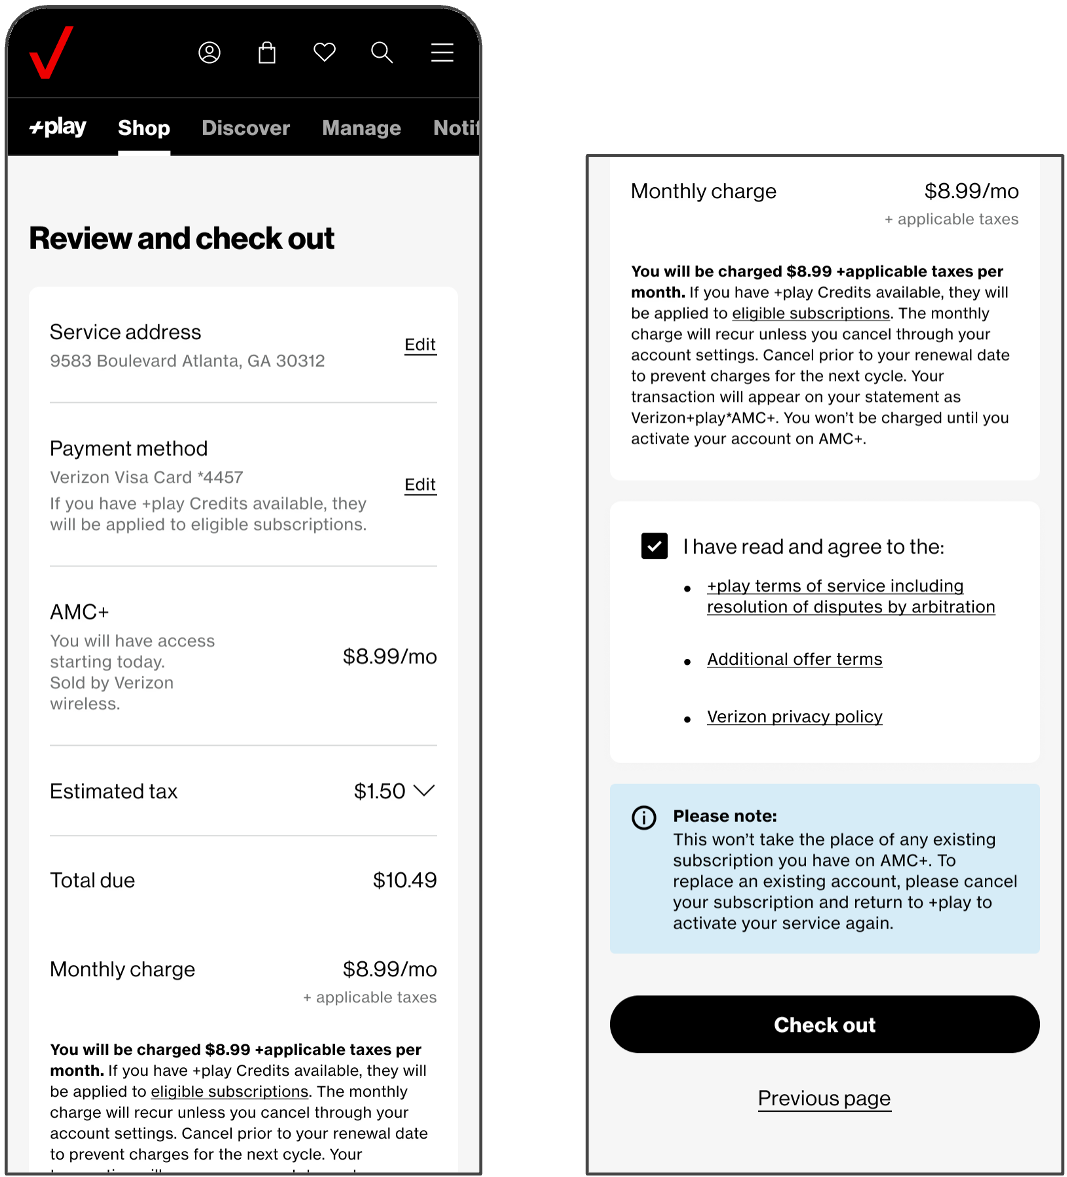 +play Shop Discover Manage Notif
Review and check out
Service address
9583 Boulevard Atlanta, GA 30312
Edit
Payment method
Verizon Visa Card *4457
If you have +play Credits available, they
will be applied to eligible subscriptions.
Edit
AMC+
You will have access
starting today.
Sold by Verizon
wireless.
$8.99/mo
Estimated tax $1.50
Total due $10.49
Monthly charge $8.99/mo
+ applicable taxes
You will be charged $8.99 +applicable taxes per
month. If you have +play Credits available, they will
be applied to eligible subscriptions. The monthly
charge will recur unless you cancel through your
account settings. Cancel prior to your renewal date
to prevent charges for the next cycle. Your
Monthly charge $8.99/mo
+ applicable taxes
You will be charged $8.99 +applicable taxes per
month. If you have +play Credits available, they will
be applied to eligible subscriptions. The monthly
charge will recur unless you cancel through your
account settings. Cancel prior to your renewal date
to prevent charges for the next cycle. Your
transaction will appear on your statement as
Verizon+play*AMC+. You won't be charged until you
activate your account on AMC+.
I have read and agree to the:
• +play terms of service including
resolution of disputes by arbitration
• Additional offer terms
• Verizon privacy policy
Please note:
This won't take the place of any existing
subscription you have on AMC+. To
replace an existing account, please cancel
your subscription and return to +play to
activate your service again.
Check out
Previous page